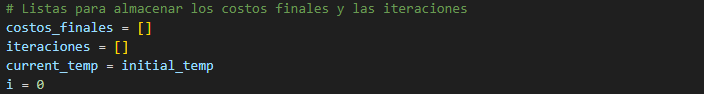 # Listas para almacenar los costos finales y las iteraciones
costos_finales = []
iteraciones = []
current_temp = initial_temp
i = 0